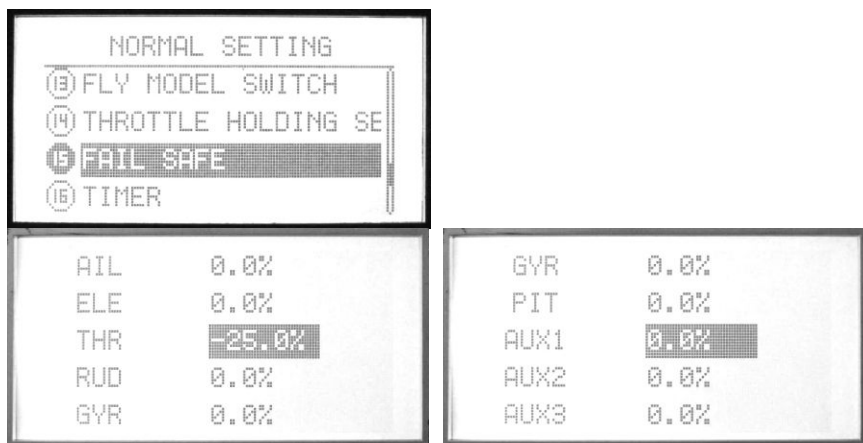 NORMAL SETTING
13 FLY MODEL SWITCH
14 THROTTLE HOLDING SE
15 FAIL SAFE
16 TIMER
AIL 0.0%
ELE 0.0%
THR -25.0%
RUD 0.0%
GYR 0.0%
GYR 0.0%
PIT 0.0%
AUX1 0.0%
AUX2 0.0%
AUX3 0.0%